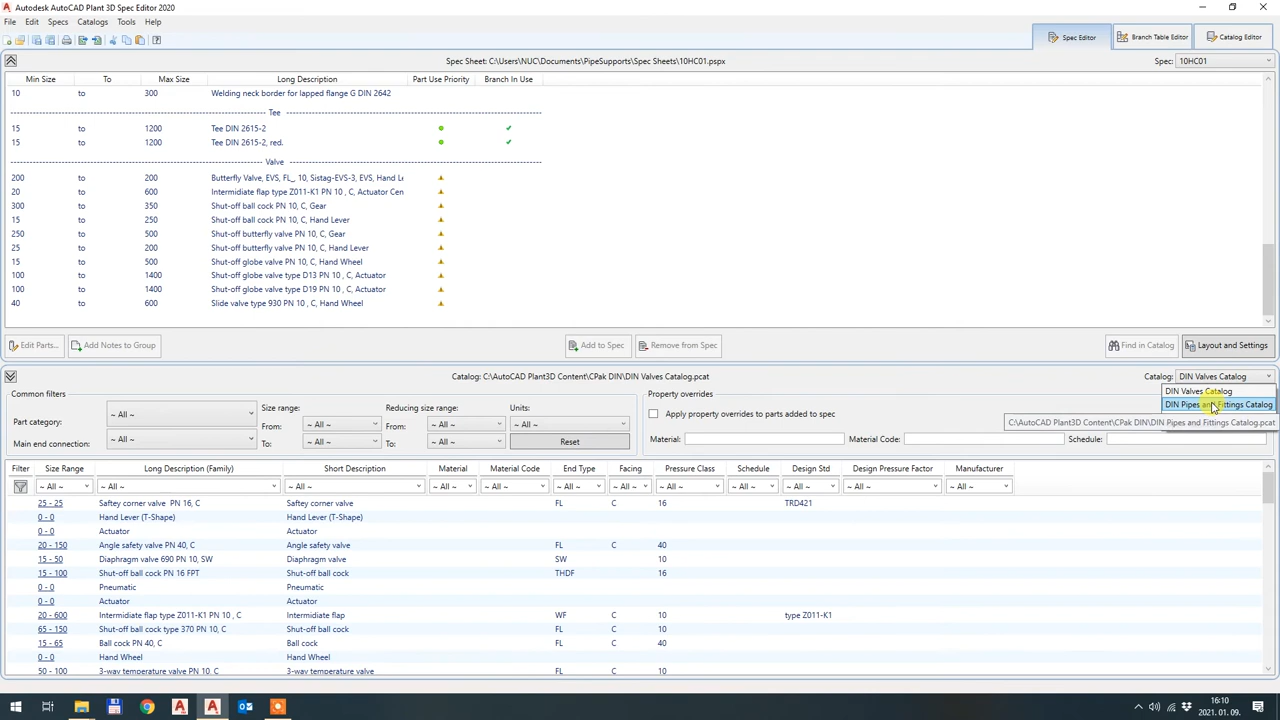 Autodesk AutoCAD Plant 3D Spec Editor 2020
File Edit Specs Catalogs Tools Help
Spec Editor Branch Table Editor Catalog Editor
Spec Sheet: C:\Users\NUC\Documents\PipeSupports\Spec Sheets\10HC01.pspx Spec: 10HC01
Min Size To Max Size Long Description Part Use Priority Branch In Use
10 to 300 Welding neck border for lapped flange G DIN 2642
Tee
15 to 1200 Tee DIN 2615-2
15 to 1200 Tee DIN 2615-2, red.
Valve
200 to 200 Butterfly Valve, EVS, FL_ 10, Sistag-EVS-3, EVS, Hand Le
20 to 600 Intermidiate flap type Z011-K1 PN 10 , C, Actuator Cen
300 to 350 Shut-off ball cock PN 10, C, Gear
15 to 250 Shut-off ball cock PN 10, C, Hand Lever
250 to 500 Shut-off butterfly valve PN 10, C, Gear
25 to 200 Shut-off butterfly valve PN 10, C, Hand Lever
15 to 500 Shut-off globe valve PN 10, C, Hand Wheel
100 to 1400 Shut-off globe valve type D13 PN 10 , C, Actuator
100 to 1400 Shut-off globe valve type D19 PN 10 , C, Actuator
40 to 600 Slide valve type 930 PN 10 , C, Hand Wheel
Edit Parts... Add Notes to Group Add to Spec Remove from Spec Find in Catalog Layout and Settings
Catalog: C:\AutoCAD Plant3D Content\CPak DIN\DIN Valves Catalog.pcat Catalog: DIN Valves Catalog
DIN Valves Catalog
DIN Pipes and Fittings Catalog
C:\AutoCAD Plant3D Content\CPak DIN\DIN Pipes and Fittings Catalog.pcat
Common filters Property overrides
Part category: ~ All ~ Size range: Reducing size range: Units:
From: ~ All ~ From: ~ All ~ ~ All ~ Apply property overrides to parts added to spec
Main end connection: ~ All ~ To: ~ All ~ To: ~ All ~ Reset Material: Material Code: Schedule:
Filter Size Range Long Description (Family) Short Description Material Material Code End Type Facing Pressure Class Schedule Design Std Design Pressure Factor Manufacturer
~ All ~ ~ All ~ ~ All ~ ~ All ~ ~ All ~ ~ All ~ ~ All ~ ~ All ~ ~ All ~ ~ All ~ ~ All ~ ~ All ~
25 - 25 Saftey corner valve PN 16, C Saftey corner valve FL C 16 TRD421
0 - 0 Hand Lever (T-Shape) Hand Lever (T-Shape)
0 - 0 Actuator Actuator
20 - 150 Angle safety valve PN 40, C Angle safety valve FL C 40
15 - 50 Diaphragm valve 690 PN 10, SW Diaphragm valve SW 10
15 - 100 Shut-off ball cock PN 16 FPT Shut-off ball cock THDF 16
0 - 0 Pneumatic Pneumatic
0 - 0 Actuator Actuator
20 - 600 Intermidiate flap type Z011-K1 PN 10 , C Intermidiate flap WF C 10 type Z011-K1
65 - 150 Shut-off ball cock type 370 PN 10, C Shut-off ball cock FL C 10
15 - 65 Ball cock PN 40, C Ball cock FL C 40
0 - 0 Hand Wheel Hand Wheel
50 - 100 3-way temperature valve PN 10, C 3-way temperature valve FL C 10
16:10
2021. 01. 09.